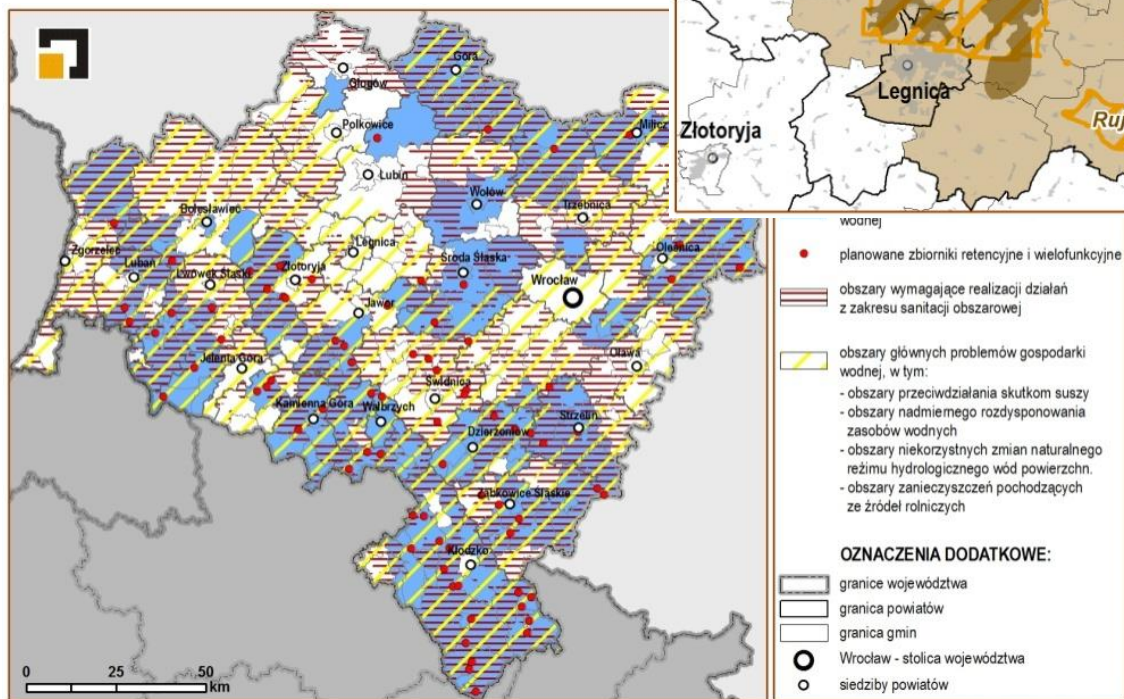 Góra
Głogów
Polkowice
Milicz
Lubin
Wołów
Trzebnica
Bolesławiec
Zgorzelec
Lubań
Lwówek Śląski
Złotoryja
Legnica
Środa Śląska
Oleśnica
Wrocław
Jawor
Jelenia Góra
Oława
Świdnica
Kamienna Góra
Wałbrzych
Strzelin
Dzierżoniów
Ząbkowice Śląskie
Kłodzko
0 25 50
km
Legnica
Złotoryja
Ruj
wodnej
planowane zbiorniki retencyjne i wielofunkcyjne
obszary wymagające realizacji działań
z zakresu sanitacji obszarowej
obszary głównych problemów gospodarki
wodnej, w tym:
- obszary przeciwdziałania skutkom suszy
- obszary nadmiernego rozdysponowania
zasobów wodnych
- obszary niekorzystnych zmian naturalnego
reżimu hydrologicznego wód powierzchn.
- obszary zanieczyszczeń pochodzących
ze źródeł rolniczych
OZNACZENIA DODATKOWE:
granice województwa
granica powiatów
granica gmin
Wrocław - stolica województwa
siedziby powiatów